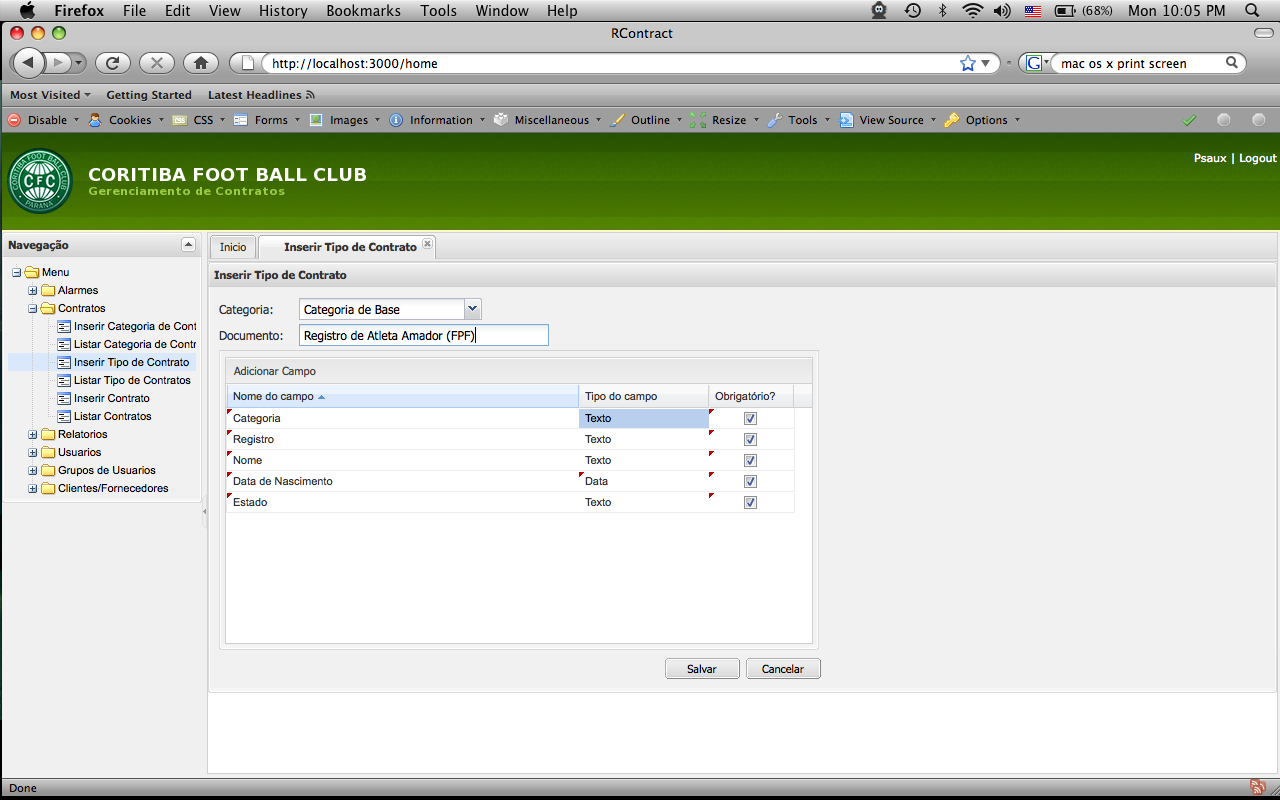 Firefox File Edit View History Bookmarks Tools Window Help (68%) Mon 10:05 PM
RContract
http://localhost:3000/home
G mac os x print screen
Most Visited Getting Started Latest Headlines
Disable Cookies CSS Forms Images Information Miscellaneous Outline Resize Tools View Source Options
Psaux | Logout
CORITIBA FOOT BALL CLUB
CFC
PARANÁ
CORITIBA FOOT BALL CLUB
Gerenciamento de Contratos
Navegação
Menu
Alarmes
Contratos
Inserir Categoria de Cont
Listar Categoria de Contr
Inserir Tipo de Contrato
Listar Tipo de Contratos
Inserir Contrato
Listar Contratos
Relatorios
Usuarios
Grupos de Usuarios
Clientes/Fornecedores
Inicio Inserir Tipo de Contrato
Inserir Tipo de Contrato
Categoria: Categoria de Base
Documento: Registro de Atleta Amador (FPF)
Adicionar Campo
Nome do campo Tipo do campo Obrigatório?
Categoria Texto
Registro Texto
Nome Texto
Data de Nascimento Data
Estado Texto
Salvar Cancelar
Done